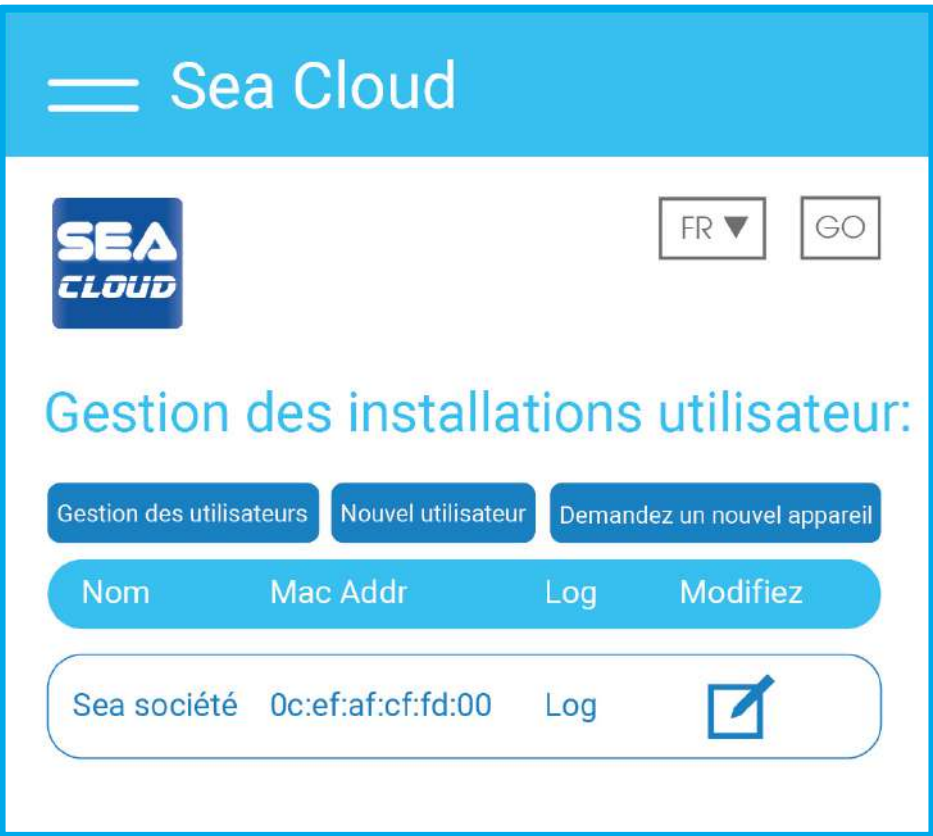 Sea Cloud
SEA
CLOUD
FR ▼ GO
Gestion des installations utilisateur:
Gestion des utilisateurs Nouvel utilisateur Demandez un nouvel appareil
Nom Mac Addr Log Modifiez
Sea société 0c:ef:af:cf:fd:00 Log